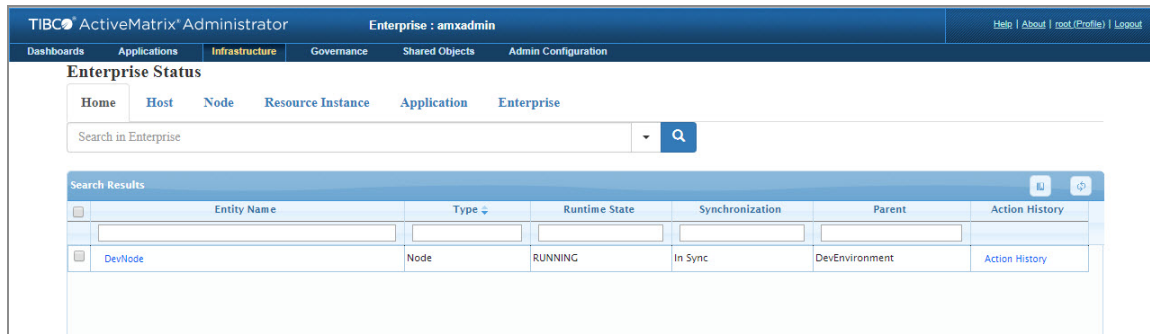 TIBCO® ActiveMatrix® Administrator Enterprise : amxadmin Help | About | root (Profile) | Logout
Dashboards Applications Infrastructure Governance Shared Objects Admin Configuration
Enterprise Status
Home Host Node Resource Instance Application Enterprise
Search in Enterprise
Search Results
Entity Name Type Runtime State Synchronization Parent Action History
DevNode Node RUNNING In Sync DevEnvironment Action History